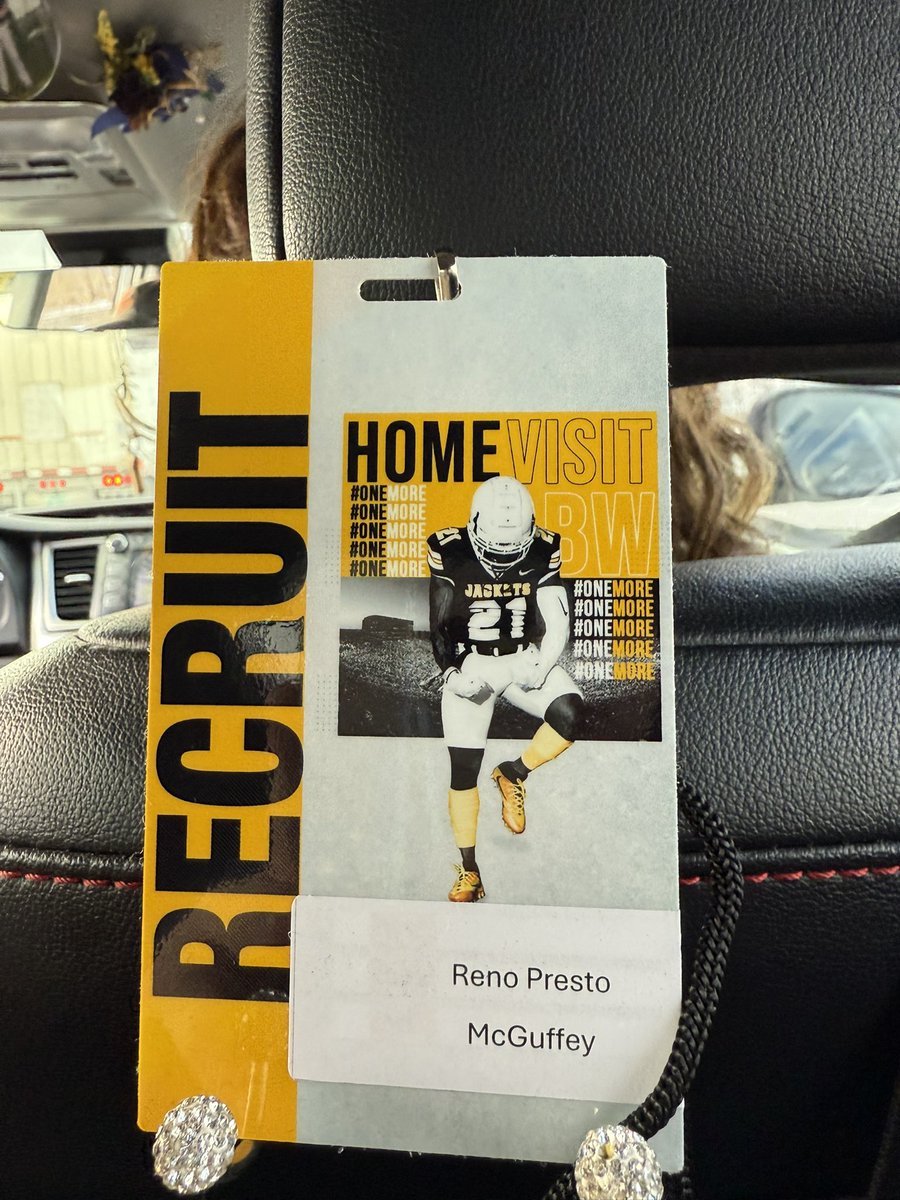 RECRUIT
HOME VISIT
BW
#ONEMORE
#ONEMORE
#ONEMORE
#ONEMORE
#ONEMORE
21
JACKETS
21
#ONEMORE
#ONEMORE
#ONEMORE
#ONEMORE
#ONEMORE
Reno Presto
McGuffey